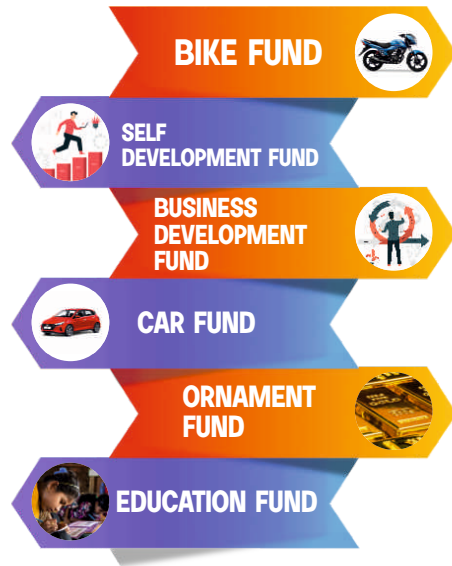 BIKE FUND
SELF
DEVELOPMENT FUND
BUSINESS
DEVELOPMENT
FUND
CAR FUND
ORNAMENT
FUND
EDUCATION FUND